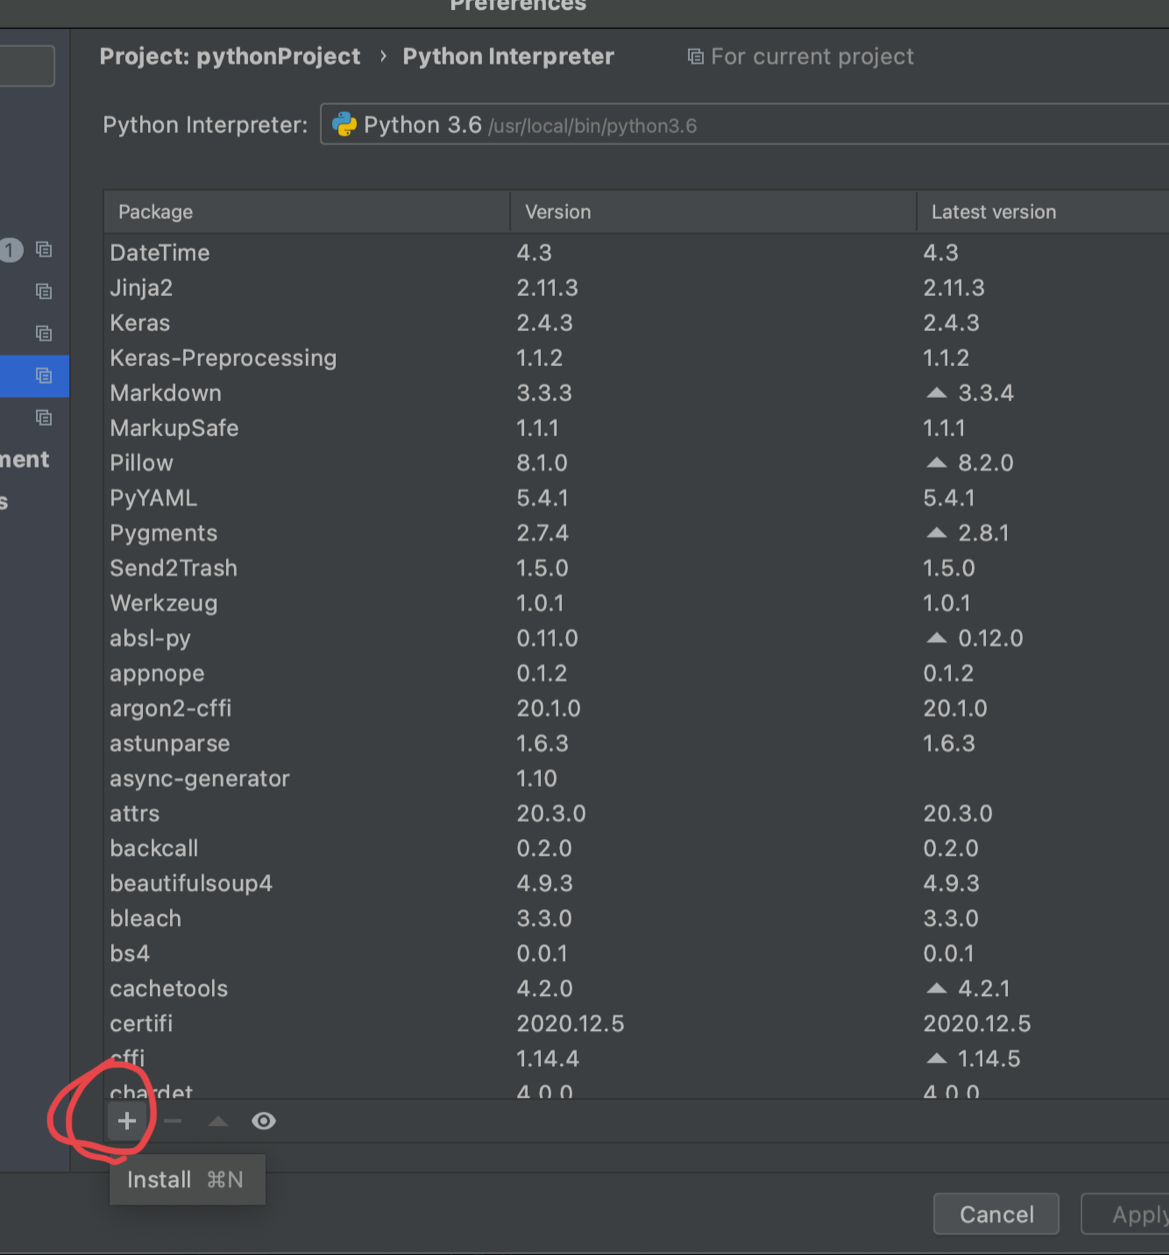 Preferences
Project: pythonProject › Python Interpreter For current project
Python Interpreter: Python 3.6 /usr/local/bin/python3.6
Package Version Latest version
DateTime 4.3 4.3
1
Jinja2 2.11.3 2.11.3
Keras 2.4.3 2.4.3
Keras-Preprocessing 1.1.2 1.1.2
Markdown 3.3.3 3.3.4
MarkupSafe 1.1.1 1.1.1
ment
Pillow 8.1.0 8.2.0
s
PyYAML 5.4.1 5.4.1
Pygments 2.7.4 2.8.1
Send2Trash 1.5.0 1.5.0
Werkzeug 1.0.1 1.0.1
absl-py 0.11.0 0.12.0
appnope 0.1.2 0.1.2
argon2-cffi 20.1.0 20.1.0
astunparse 1.6.3 1.6.3
async-generator 1.10
attrs 20.3.0 20.3.0
backcall 0.2.0 0.2.0
beautifulsoup4 4.9.3 4.9.3
bleach 3.3.0 3.3.0
bs4 0.0.1 0.0.1
cachetools 4.2.0 4.2.1
certifi 2020.12.5 2020.12.5
cffi 1.14.4 1.14.5
chardet 4.0.0 4.0.0
Install ⌘N
Cancel Apply